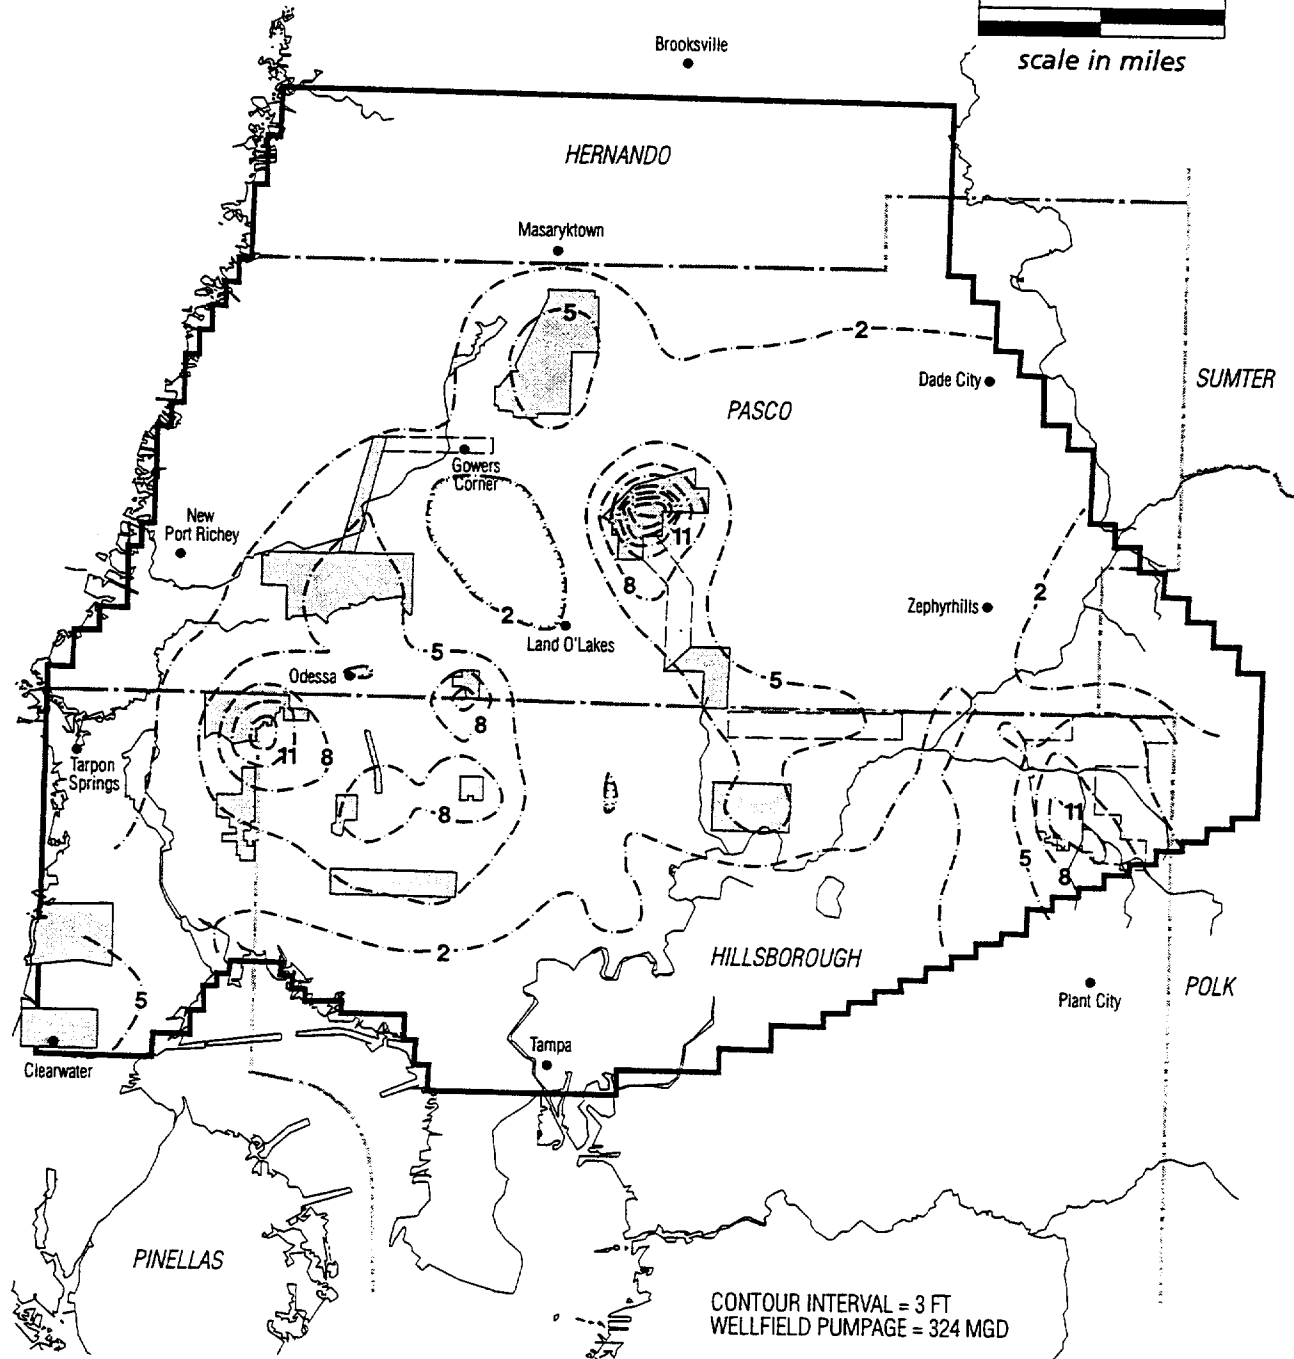 Brooksville
scale in miles
HERNANDO
Masaryktown
5
2
Dade City
SUMTER
PASCO
Gowers
Corner
New
Port Richey
11
8
2
Zephyrhills
2
Land O'Lakes
5
Odessa
5
8
11
8
Tarpon
Springs
8
11
5
8
2
HILLSBOROUGH
5
Plant City
POLK
Tampa
Clearwater
PINELLAS
CONTOUR INTERVAL = 3 FT
WELLFIELD PUMPAGE = 324 MGD